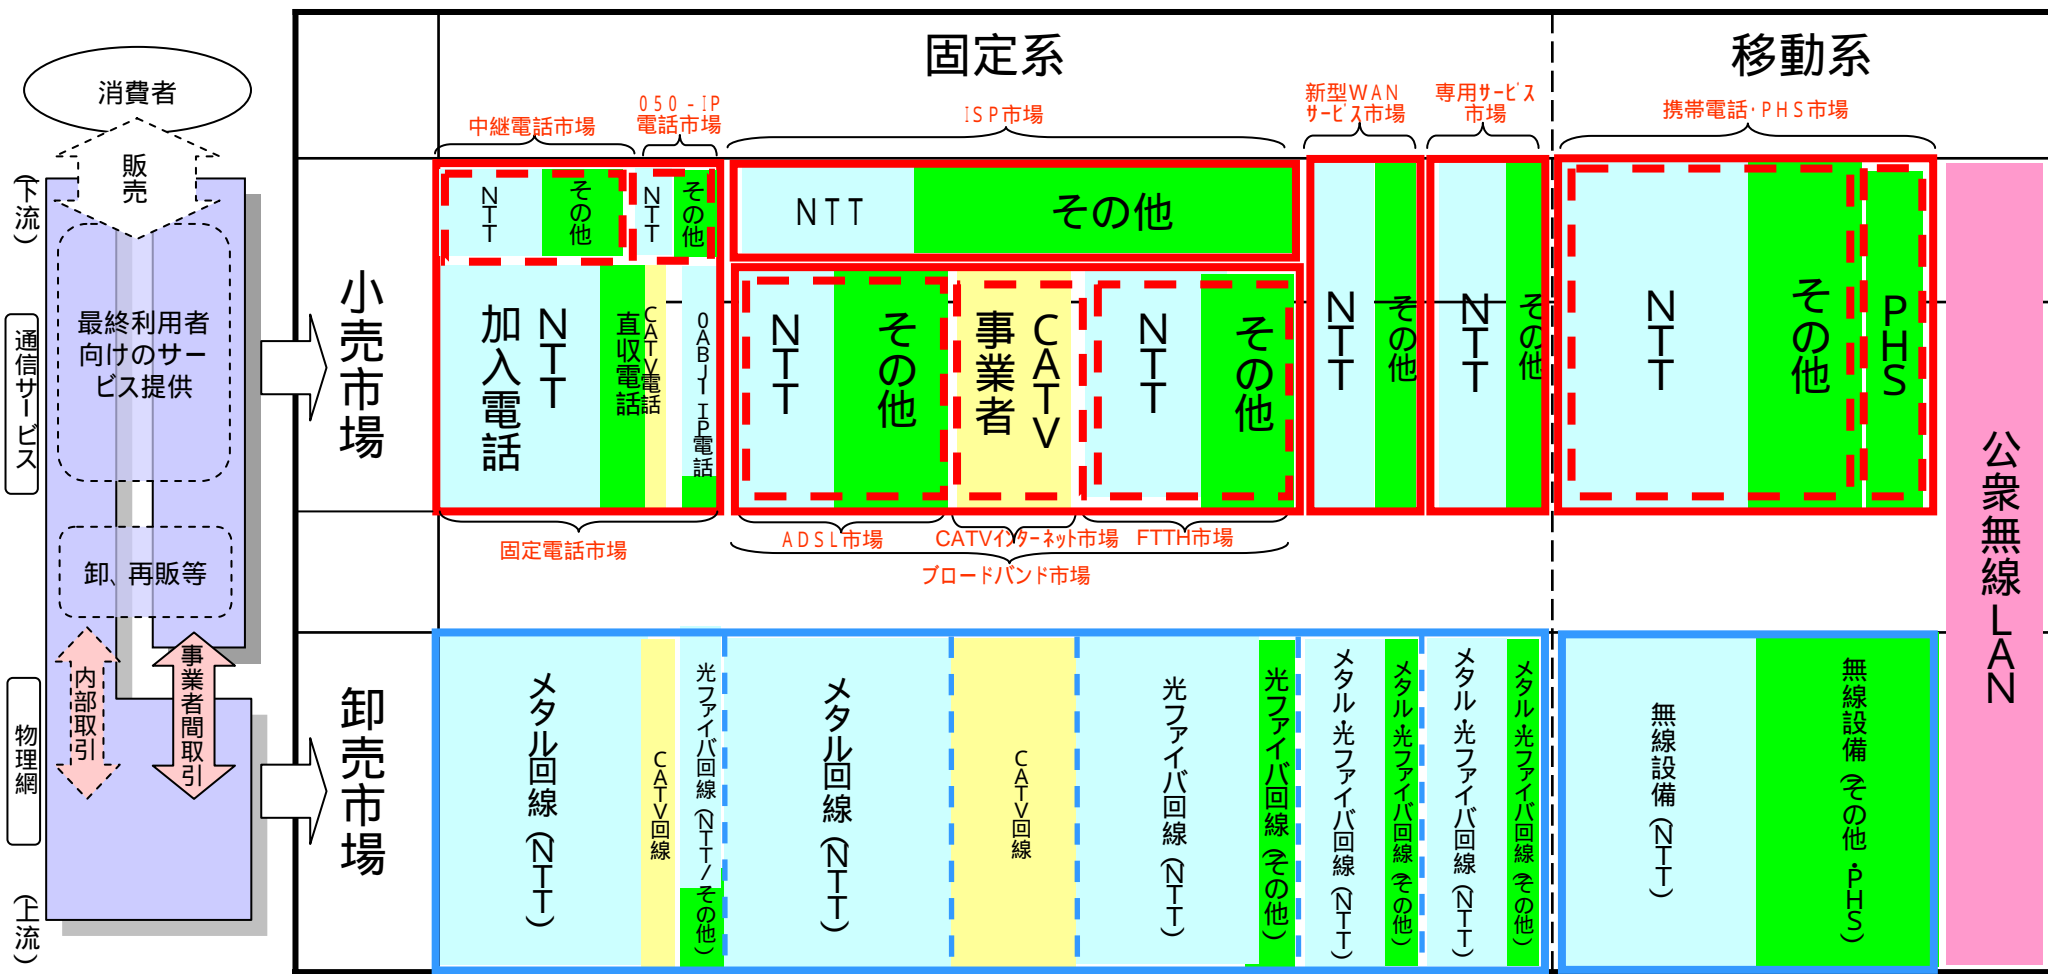 固定系
移動系
消費者
販売
(下流)
通信サービス
最終利用者
向けのサー
ビス提供
卸、再販等
内部取引
事業者間取引
物理網
(上流)
小売市場
卸売市場
中継電話市場
050-IP
電話市場
ISP市場
新型WAN
サービス市場
専用サービス
市場
携帯電話・PHS市場
NTT
その他
NTT
その他
NTT
その他
NTT
加入電話
直収電話
CATV電話
0ABJ-IP電話
NTT
その他
CATV
事業者
NTT
その他
NTT
その他
NTT
その他
NTT
その他
PHS
公衆無線LAN
固定電話市場
ADSL市場
CATVインターネット市場
FTTH市場
ブロードバンド市場
メタル回線(NTT)
CATV回線
光ファイバ回線(NTT/その他)
メタル回線(NTT)
CATV回線
光ファイバ回線(NTT)
光ファイバ回線(その他)
メタル・光ファイバ回線(NTT)
メタル・光ファイバ回線(その他)
メタル・光ファイバ回線(NTT)
メタル・光ファイバ回線(その他)
無線設備(NTT)
無線設備(その他・PHS)